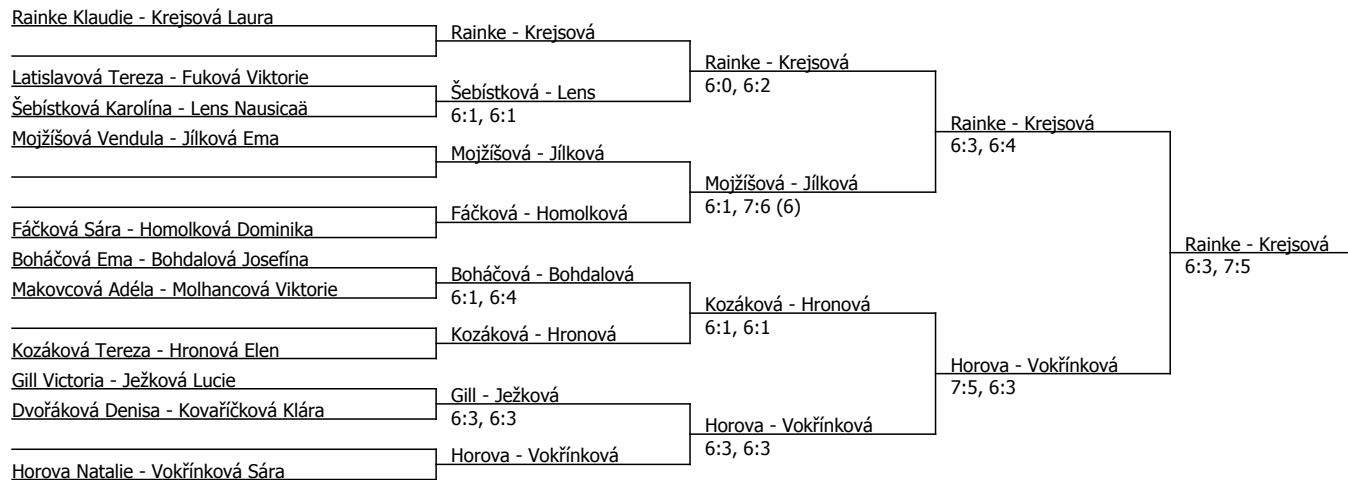 Rainke Klaudie - Krejsová Laura
Latislavová Tereza - Fuková Viktorie
Šebístková Karolína - Lens Nausicaä
Mojžíšová Vendula - Jílková Ema
Fáčková Sára - Homolková Dominika
Boháčová Ema - Bohdalová Josefína
Makovcová Adéla - Molhancová Viktorie
Kozáková Tereza - Hronová Elen
Gill Victoria - Ježková Lucie
Dvořáková Denisa - Kovaříčková Klára
Horova Natalie - Vokřínková Sára
Rainke - Krejsová
Šebístková - Lens
6:1, 6:1
Mojžíšová - Jílková
Fáčková - Homolková
Boháčová - Bohdalová
6:1, 6:4
Kozáková - Hronová
Gill - Ježková
6:3, 6:3
Horova - Vokřínková
Rainke - Krejsová
6:0, 6:2
Mojžíšová - Jílková
6:1, 7:6 (6)
Kozáková - Hronová
6:1, 6:1
Horova - Vokřínková
6:3, 6:3
Rainke - Krejsová
6:3, 6:4
Horova - Vokřínková
7:5, 6:3
Rainke - Krejsová
6:3, 7:5